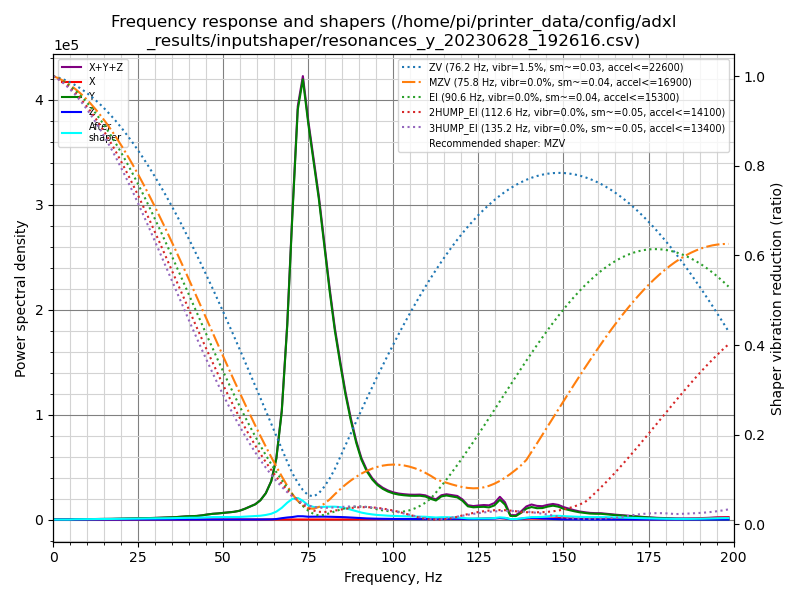 Frequency response and shapers (/home/pi/printer_data/config/adxl
_results/inputshaper/resonances_y_20230628_192616.csv)
1e5
X+Y+Z
X
Y
Z
After
shaper
ZV (76.2 Hz, vibr=1.5%, sm~=0.03, accel<=22600)
MZV (75.8 Hz, vibr=0.0%, sm~=0.04, accel<=16900)
EI (90.6 Hz, vibr=0.0%, sm~=0.04, accel<=15300)
2HUMP_EI (112.6 Hz, vibr=0.0%, sm~=0.05, accel<=14100)
3HUMP_EI (135.2 Hz, vibr=0.0%, sm~=0.05, accel<=13400)
Recommended shaper: MZV
Power spectral density
4
3
2
1
0
1.0
0.8
0.6
0.4
0.2
0.0
Shaper vibration reduction (ratio)
0 25 50 75 100 125 150 175 200
Frequency, Hz